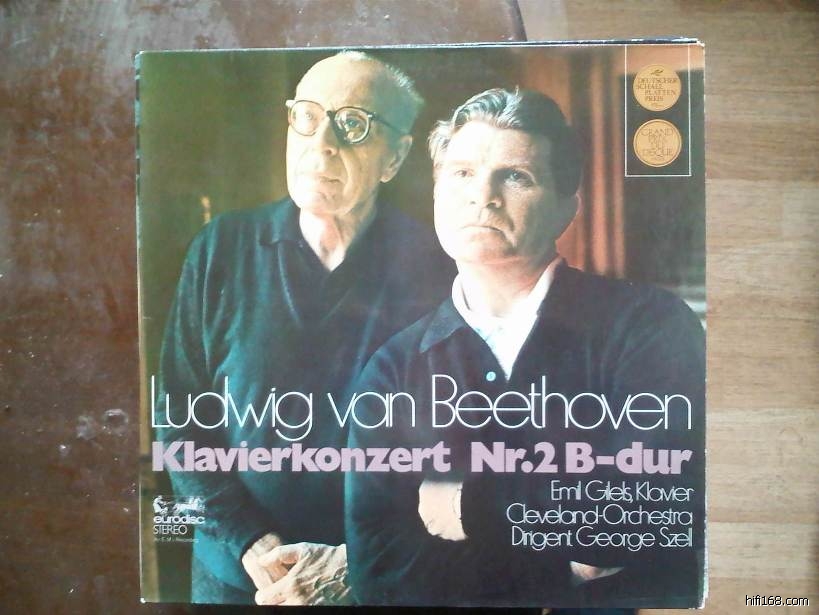 DEUTSCHER
SCHALL
PLATTEN
PREIS
GRAND
PRIX
DU
DISQUE
Ludwig van Beethoven
Klavierkonzert Nr.2 B-dur
Emil Gilels, Klavier
Cleveland-Orchestra
Dirigent George Szell
eurodisc
STEREO
hifi168.com